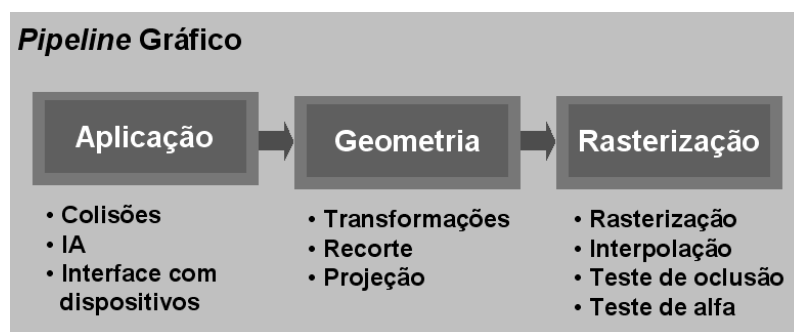 Pipeline Gráfico
Aplicação
• Colisões
• IA
• Interface com
dispositivos
Geometria
• Transformações
• Recorte
• Projeção
Rasterização
• Rasterização
• Interpolação
• Teste de oclusão
• Teste de alfa